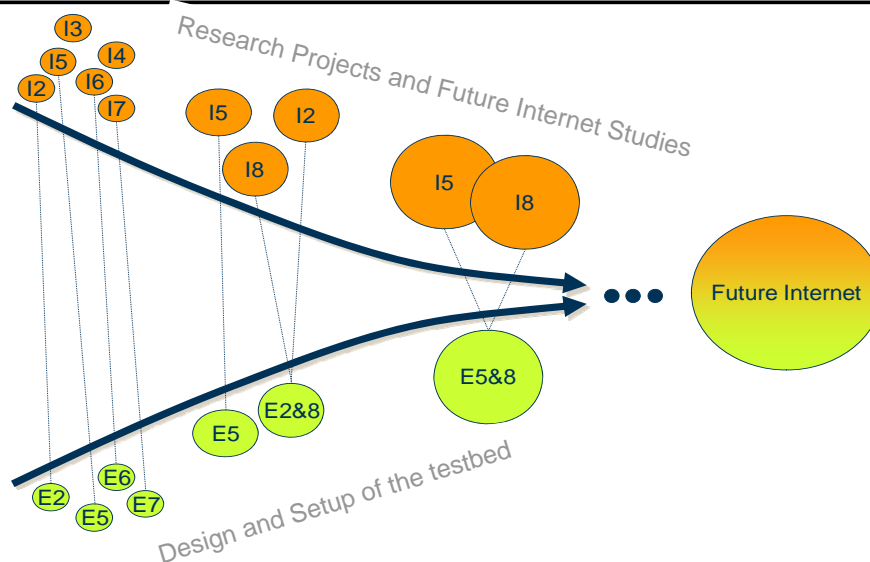 Research Projects and Future Internet Studies
I3
I5
I4
I2
I6
I7
I5
I2
I8
I5
I8
Future Internet
E5&8
E2&8
E5
E6
E2
E7
E5
Design and Setup of the testbed